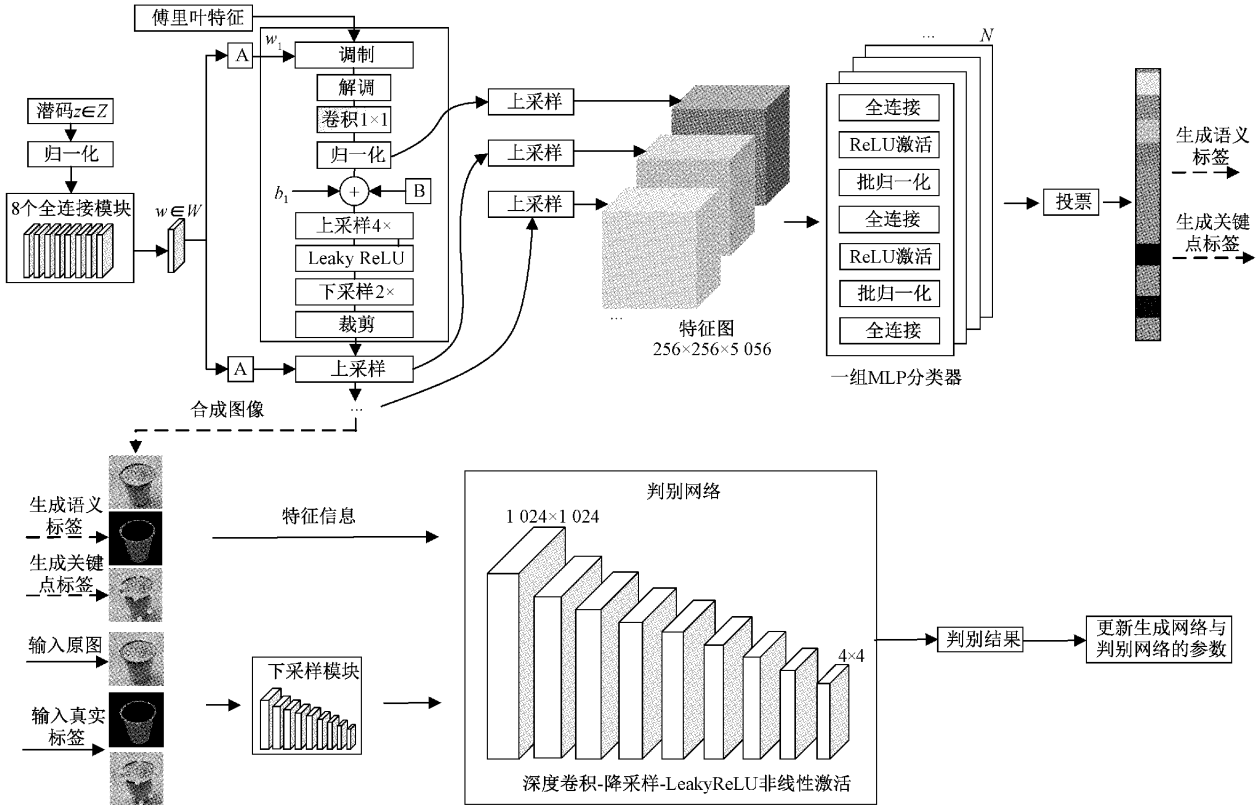 傅里叶特征
潜码z∈Z
归一化
8个全连接模块
w∈W
A
w₁
调制
解调
卷积1×1
归一化
b₁
+
B
上采样4×
Leaky ReLU
下采样2×
裁剪
A
上采样
...
上采样
上采样
上采样
...
特征图
256×256×5 056
...
N
全连接
ReLU激活
批归一化
全连接
ReLU激活
批归一化
全连接
一组MLP分类器
投票
生成语义
标签
生成关键
点标签
合成图像
生成语义
标签
生成关键
点标签
输入原图
输入真实
标签
特征信息
下采样模块
判别网络
1 024×1 024
4×4
深度卷积-降采样-LeakyReLU非线性激活
判别结果
更新生成网络与
判别网络的参数